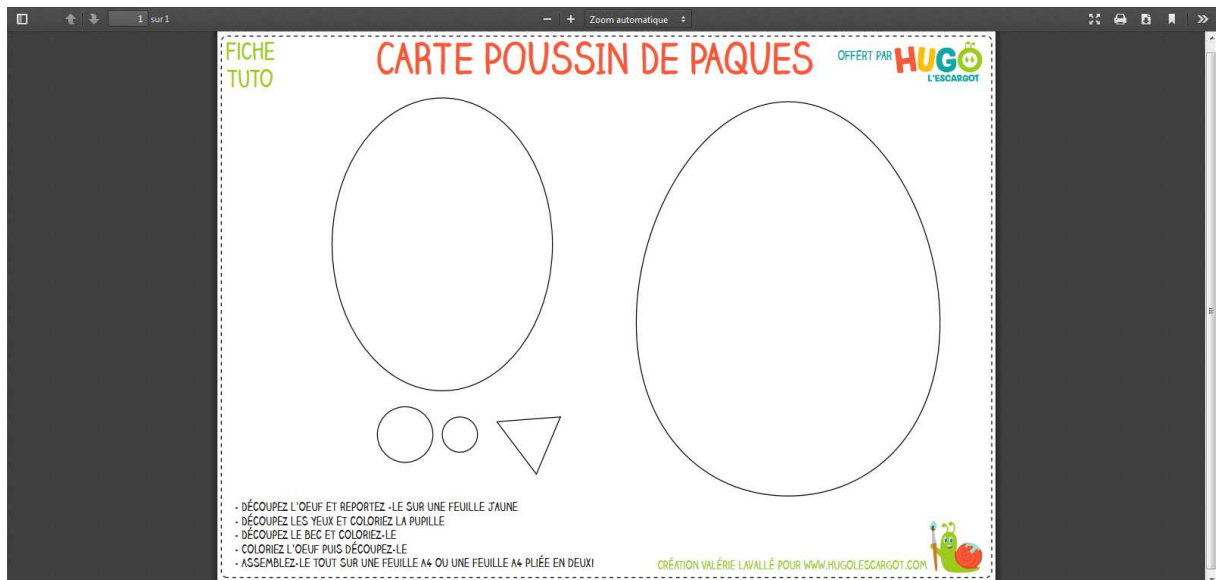 1 sur 1
Zoom automatique
FICHE
TUTO
CARTE POUSSIN DE PAQUES
OFFERT PAR HUGO
L'ESCARGOT
- DÉCOUPEZ L'OEUF ET REPORTEZ -LE SUR UNE FEUILLE JAUNE
- DÉCOUPEZ LES YEUX ET COLORIEZ LA PUPILLE
- DÉCOUPEZ LE BEC ET COLORIEZ-LE
- COLORIEZ L'OEUF PUIS DÉCOUPEZ-LE
- ASSEMBLEZ-LE TOUT SUR UNE FEUILLE A4 OU UNE FEUILLE A4 PLIÉE EN DEUX!
CRÉATION VALÉRIE LAVALLÉ POUR WWW.HUGOLESCARGOT.COM